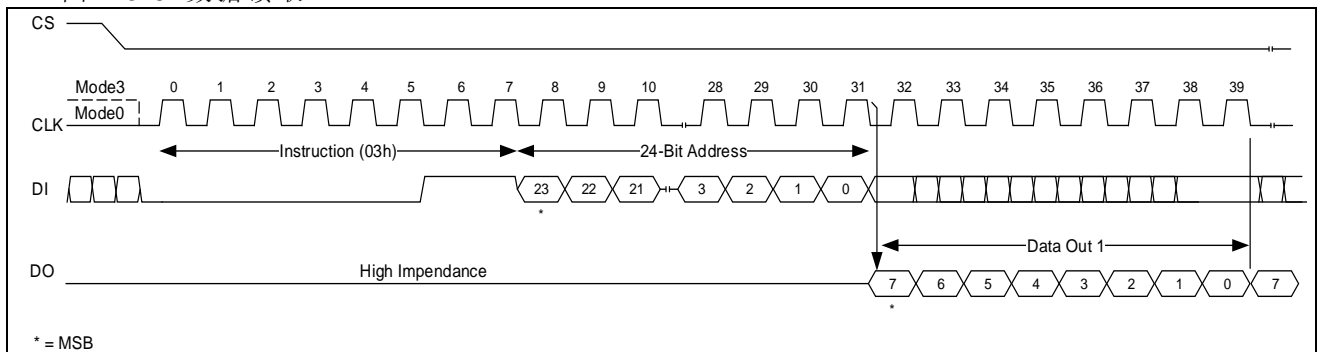 CS
Mode3 0 1 2 3 4 5 6 7 8 9 10 28 29 30 31 32 33 34 35 36 37 38 39
Mode0
CLK
Instruction (03h) 24-Bit Address
DI 23 22 21 3 2 1 0
*
Data Out 1
DO High Impendance 7 6 5 4 3 2 1 0 7
*
* = MSB